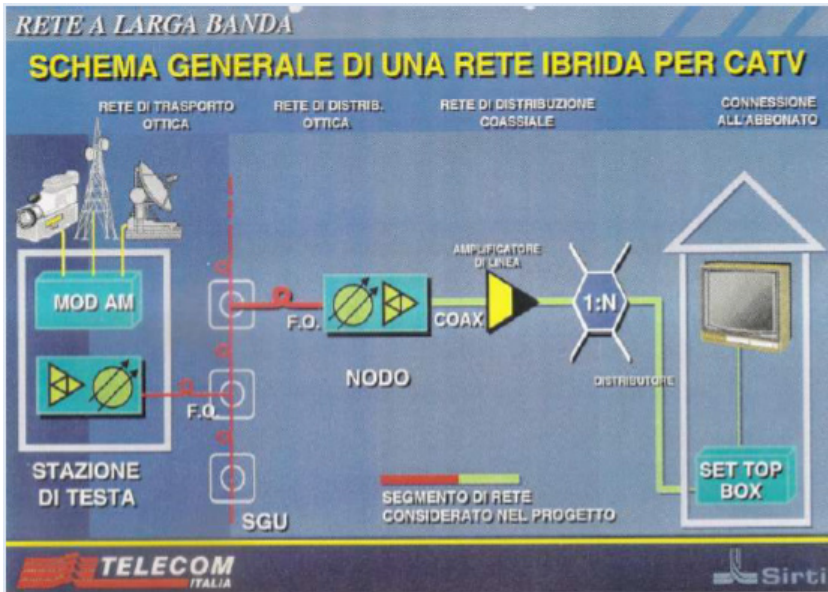 RETE A LARGA BANDA
SCHEMA GENERALE DI UNA RETE IBRIDA PER CATV
RETE DI TRASPORTO
OTTICA
RETE DI DISTRIB.
OTTICA
RETE DI DISTRIBUZIONE
COASSIALE
CONNESSIONE
ALL'ABBONATO
AMPLIFICATORE
DI LINEA
MOD AM
F.O.
COAX
1:N
NODO
DISTRIBUTORE
F.O.
STAZIONE
DI TESTA
SGU
SEGMENTO DI RETE
CONSIDERATO NEL PROGETTO
SET TOP
BOX
TELECOM
ITALIA
Sirti